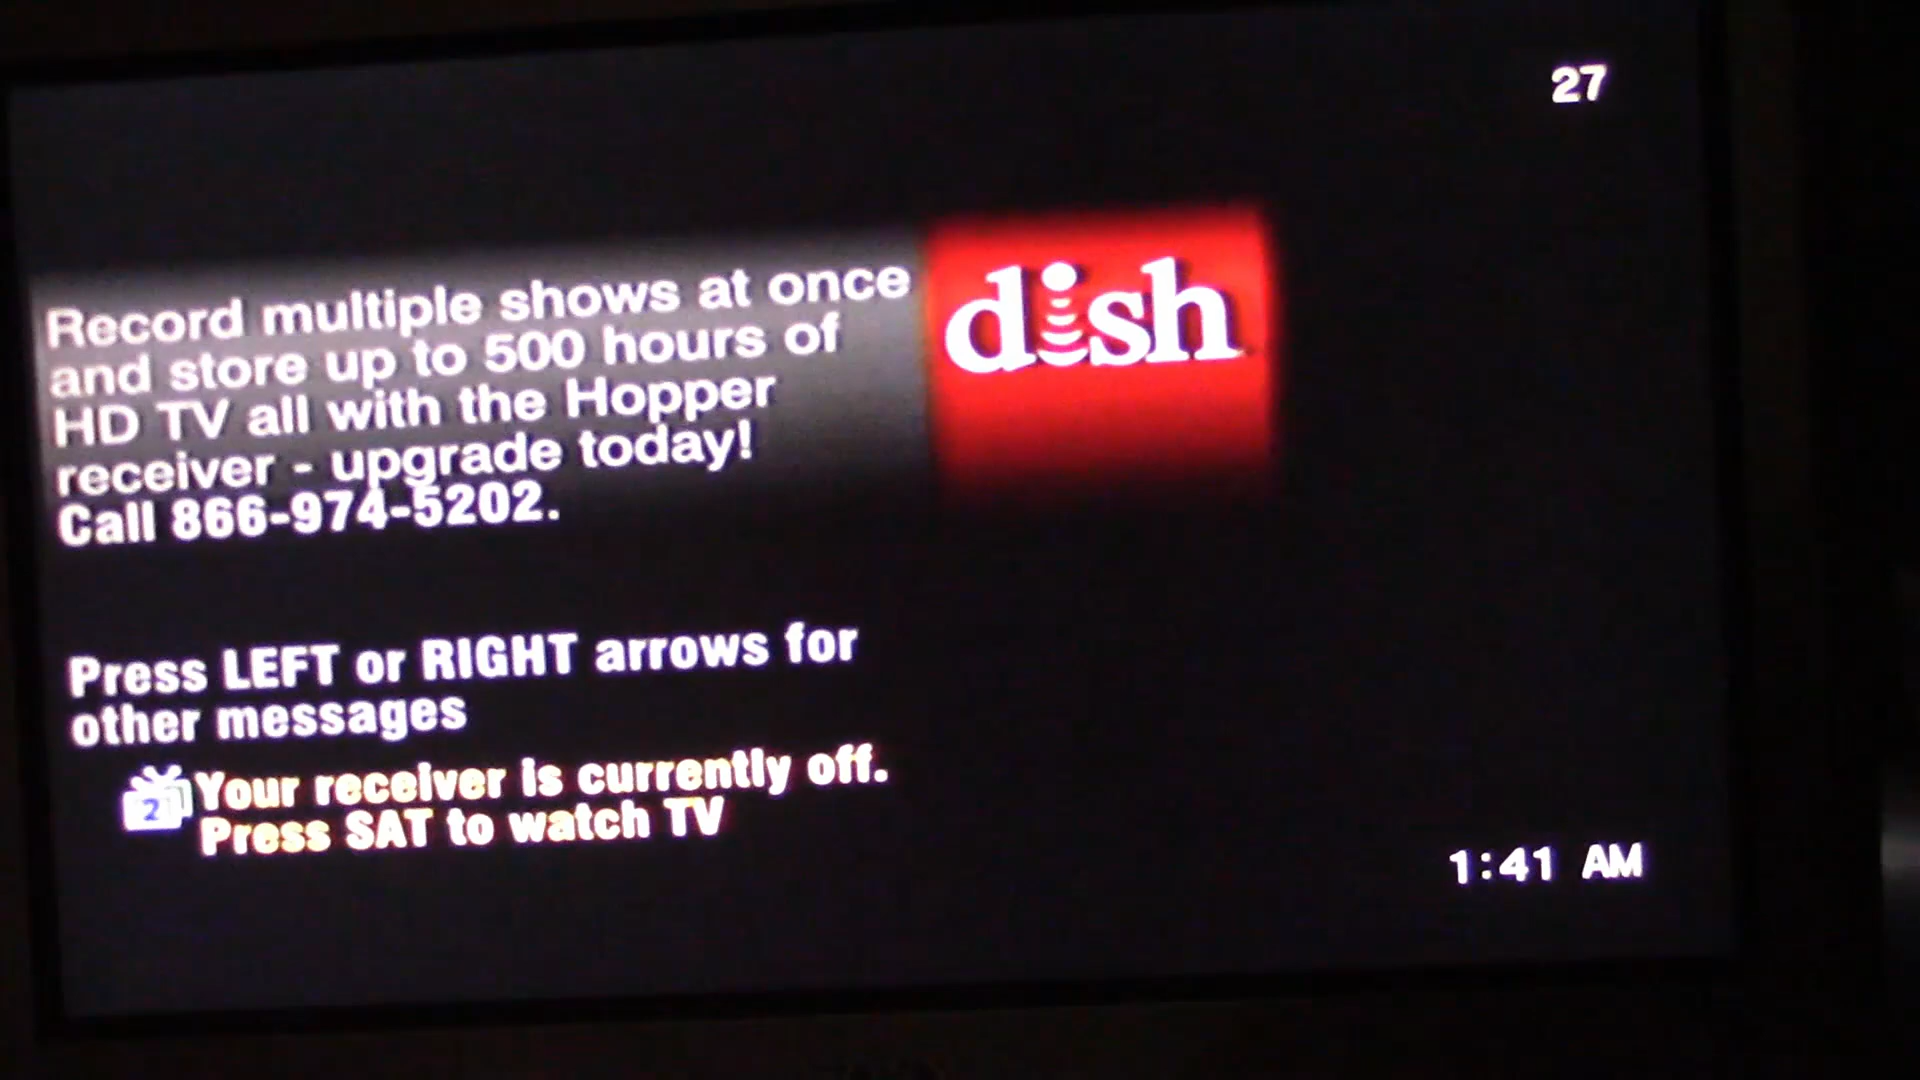 27
Record multiple shows at once
and store up to 500 hours of
HD TV all with the Hopper
receiver - upgrade today!
Call 866-974-5202.
dish
Press LEFT or RIGHT arrows for
other messages
2
Your receiver is currently off.
Press SAT to watch TV
1:41 AM